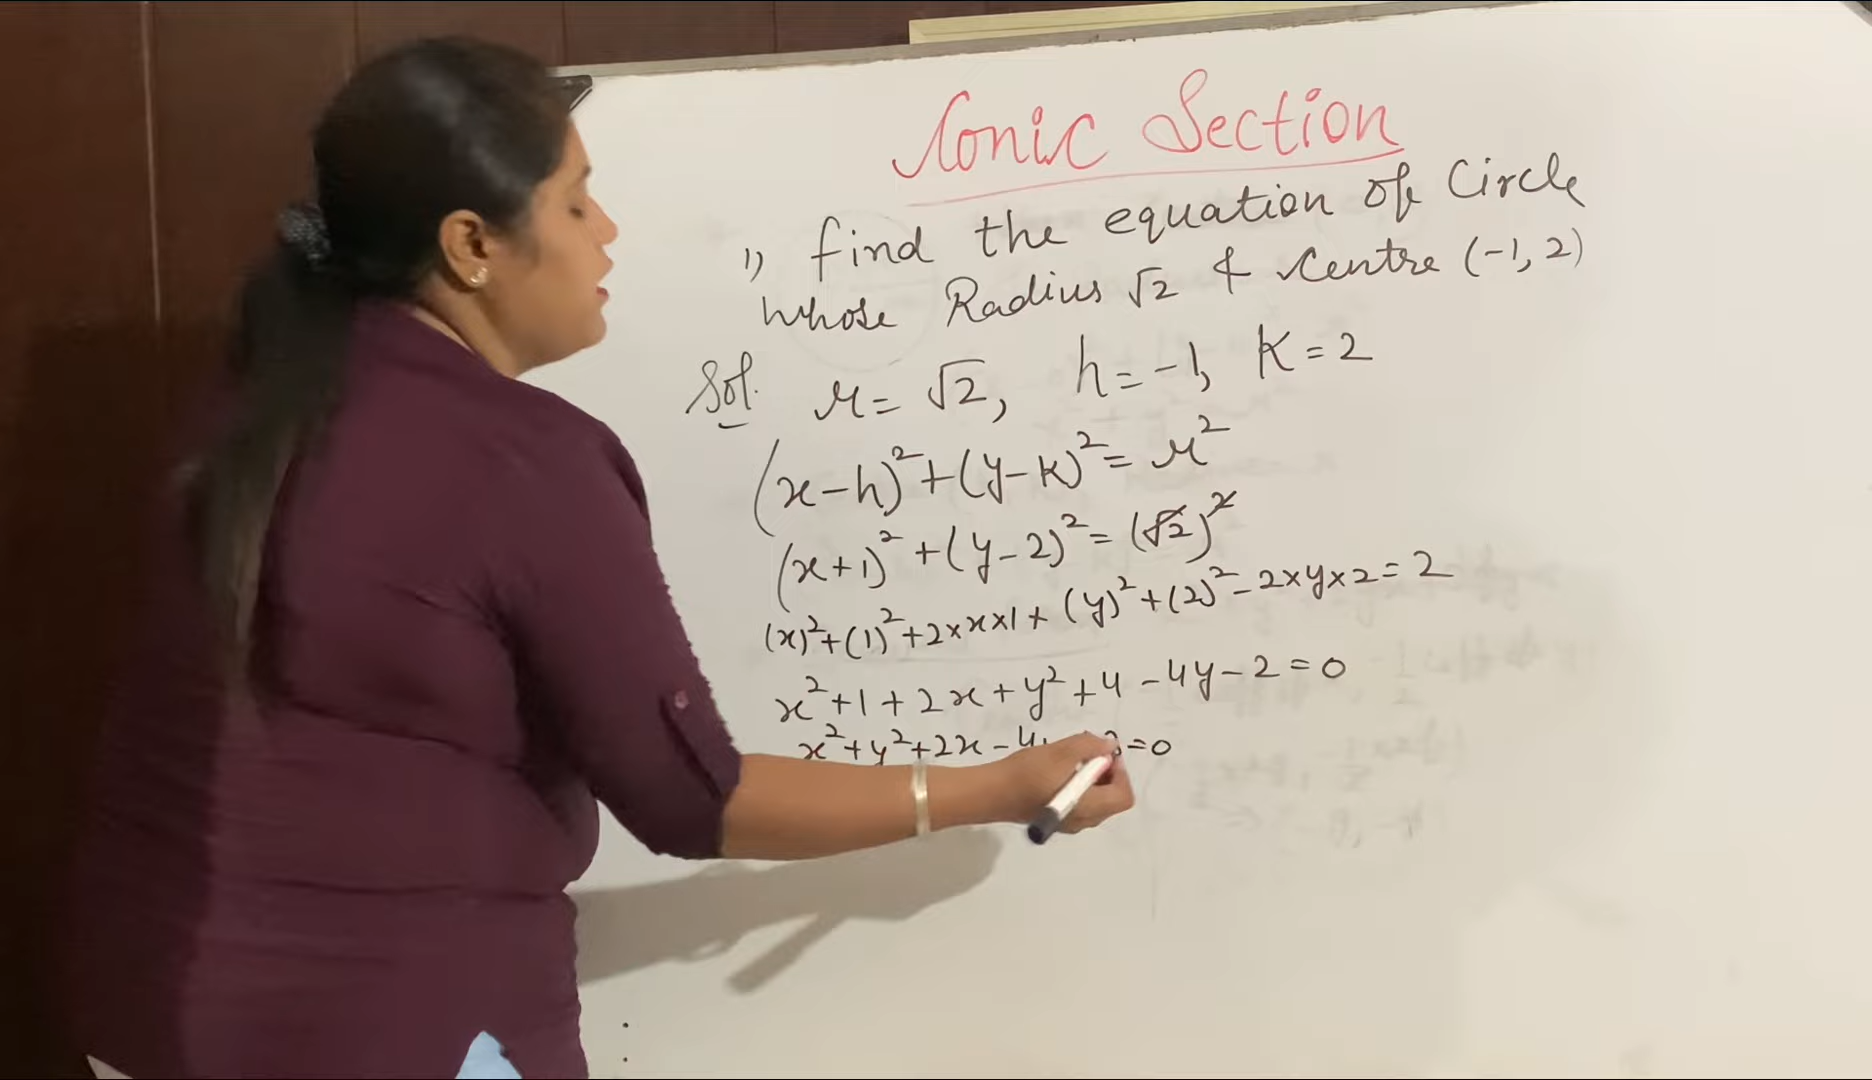 Conic Section
1) find the equation of Circle
whose Radius √2 & Centre (-1, 2)
Sol. r = √2, h = -1, K = 2
(x-h)²+(y-k)² = r²
(x+1)² + (y-2)² = (√2)²
(x)²+(1)²+2×x×1+(y)²+(2)²-2×y×2=2
x²+1+2x+y²+4-4y-2=0
x²+y²+2x-4 =0